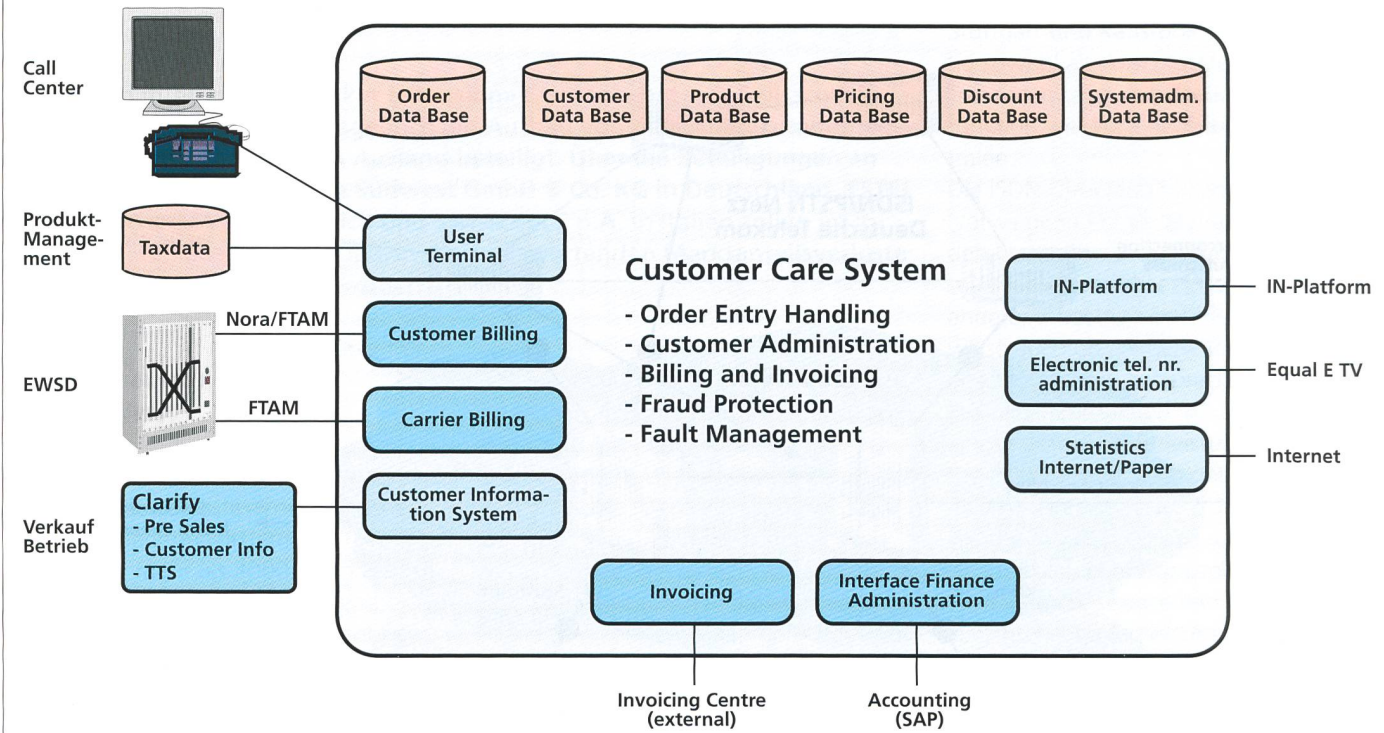 Call
Center
Order
Data Base
Customer
Data Base
Product
Data Base
Pricing
Data Base
Discount
Data Base
Systemadm.
Data Base
Produkt-
Manage-
ment
Taxdata
User
Terminal
Customer Care System
- Order Entry Handling
- Customer Administration
- Billing and Invoicing
- Fraud Protection
- Fault Management
IN-Platform
IN-Platform
EWSD
Nora/FTAM
Customer Billing
FTAM
Carrier Billing
Electronic tel. nr.
administration
Equal E TV
Statistics
Internet/Paper
Internet
Verkauf
Betrieb
Clarify
- Pre Sales
- Customer Info
- TTS
Customer Informa-
tion System
Invoicing
Interface Finance
Administration
Invoicing Centre
(external)
Accounting
(SAP)